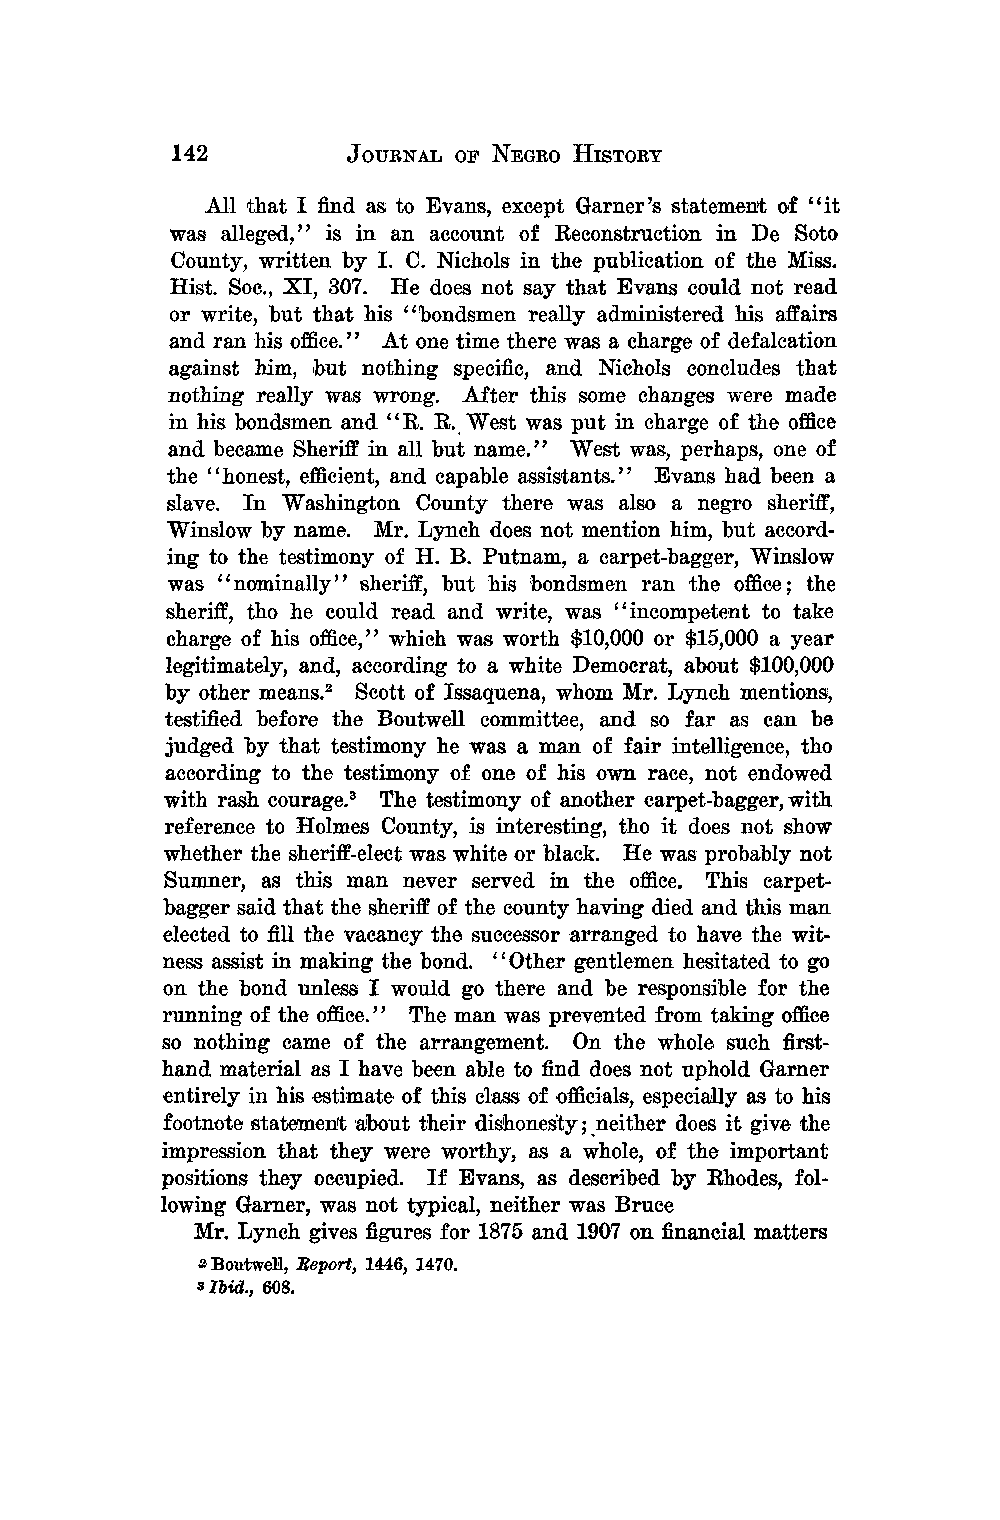 142 JOURNAL OF NEGRO HISTORY
All that I find as to Evans, except Garner's statement of "it
was alleged," is in an account of Reconstruction in De Soto
County, written by I. C. Nichols in the publication of the Miss.
Hist. Soc., XI, 307. He does not say that Evans could not read
or write, but that his "bondsmen really administered his affairs
and ran his office." At one time there was a charge of defalcation
against him, but nothing specific, and Nichols concludes that
nothing really was wrong. After this some changes were made
in his bondsmen and "R. R. West was put in charge of the office
and became Sheriff in all but name." West was, perhaps, one of
the "honest, efficient, and capable assistants." Evans had been a
slave. In Washington County there was also a negro sheriff,
Winslow by name. Mr. Lynch does not mention him, but accord-
ing to the testimony of H. B. Putnam, a carpet-bagger, Winslow
was "nominally" sheriff, but his bondsmen ran the office; the
sheriff, tho he could read and write, was "incompetent to take
charge of his office," which was worth $10,000 or $15,000 a year
legitimately, and, according to a white Democrat, about $100,000
by other means.² Scott of Issaquena, whom Mr. Lynch mentions,
testified before the Boutwell committee, and so far as can be
judged by that testimony he was a man of fair intelligence, tho
according to the testimony of one of his own race, not endowed
with rash courage.³ The testimony of another carpet-bagger, with
reference to Holmes County, is interesting, tho it does not show
whether the sheriff-elect was white or black. He was probably not
Sumner, as this man never served in the office. This carpet-
bagger said that the sheriff of the county having died and this man
elected to fill the vacancy the successor arranged to have the wit-
ness assist in making the bond. "Other gentlemen hesitated to go
on the bond unless I would go there and be responsible for the
running of the office." The man was prevented from taking office
so nothing came of the arrangement. On the whole such first-
hand material as I have been able to find does not uphold Garner
entirely in his estimate of this class of officials, especially as to his
footnote statement about their dishonesty; neither does it give the
impression that they were worthy, as a whole, of the important
positions they occupied. If Evans, as described by Rhodes, fol-
lowing Garner, was not typical, neither was Bruce
Mr. Lynch gives figures for 1875 and 1907 on financial matters
² Boutwell, Report, 1446, 1470.
³ Ibid., 608.